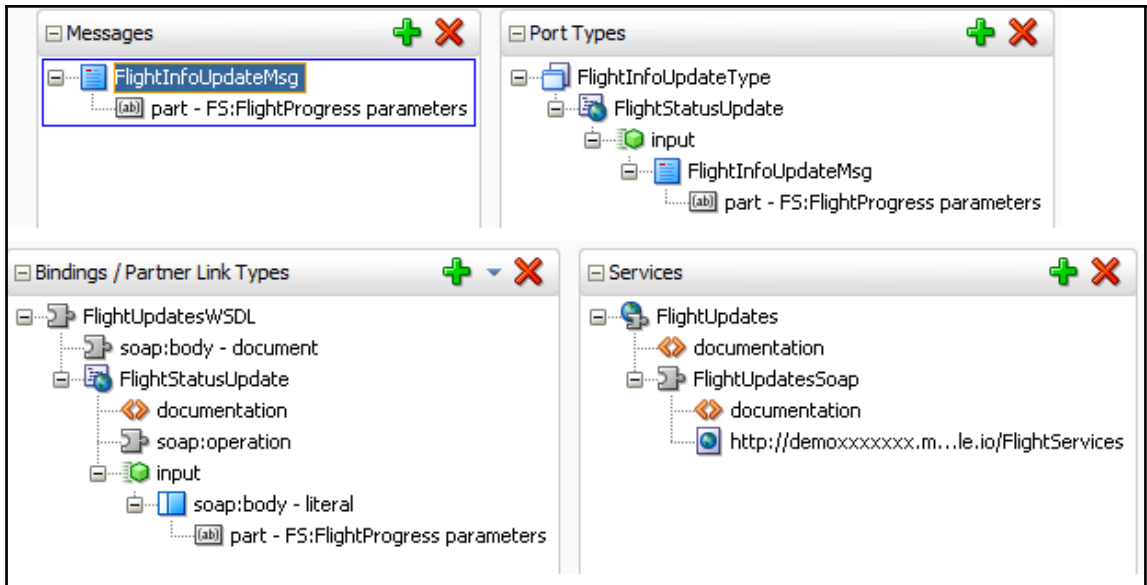 Messages
FlightInfoUpdateMsg
part - FS:FlightProgress parameters
Port Types
FlightInfoUpdateType
FlightStatusUpdate
input
FlightInfoUpdateMsg
part - FS:FlightProgress parameters
Bindings / Partner Link Types
FlightUpdatesWSDL
soap:body - document
FlightStatusUpdate
documentation
soap:operation
input
soap:body - literal
part - FS:FlightProgress parameters
Services
FlightUpdates
documentation
FlightUpdatesSoap
documentation
http://demoxxxxxxx.m...le.io/FlightServices